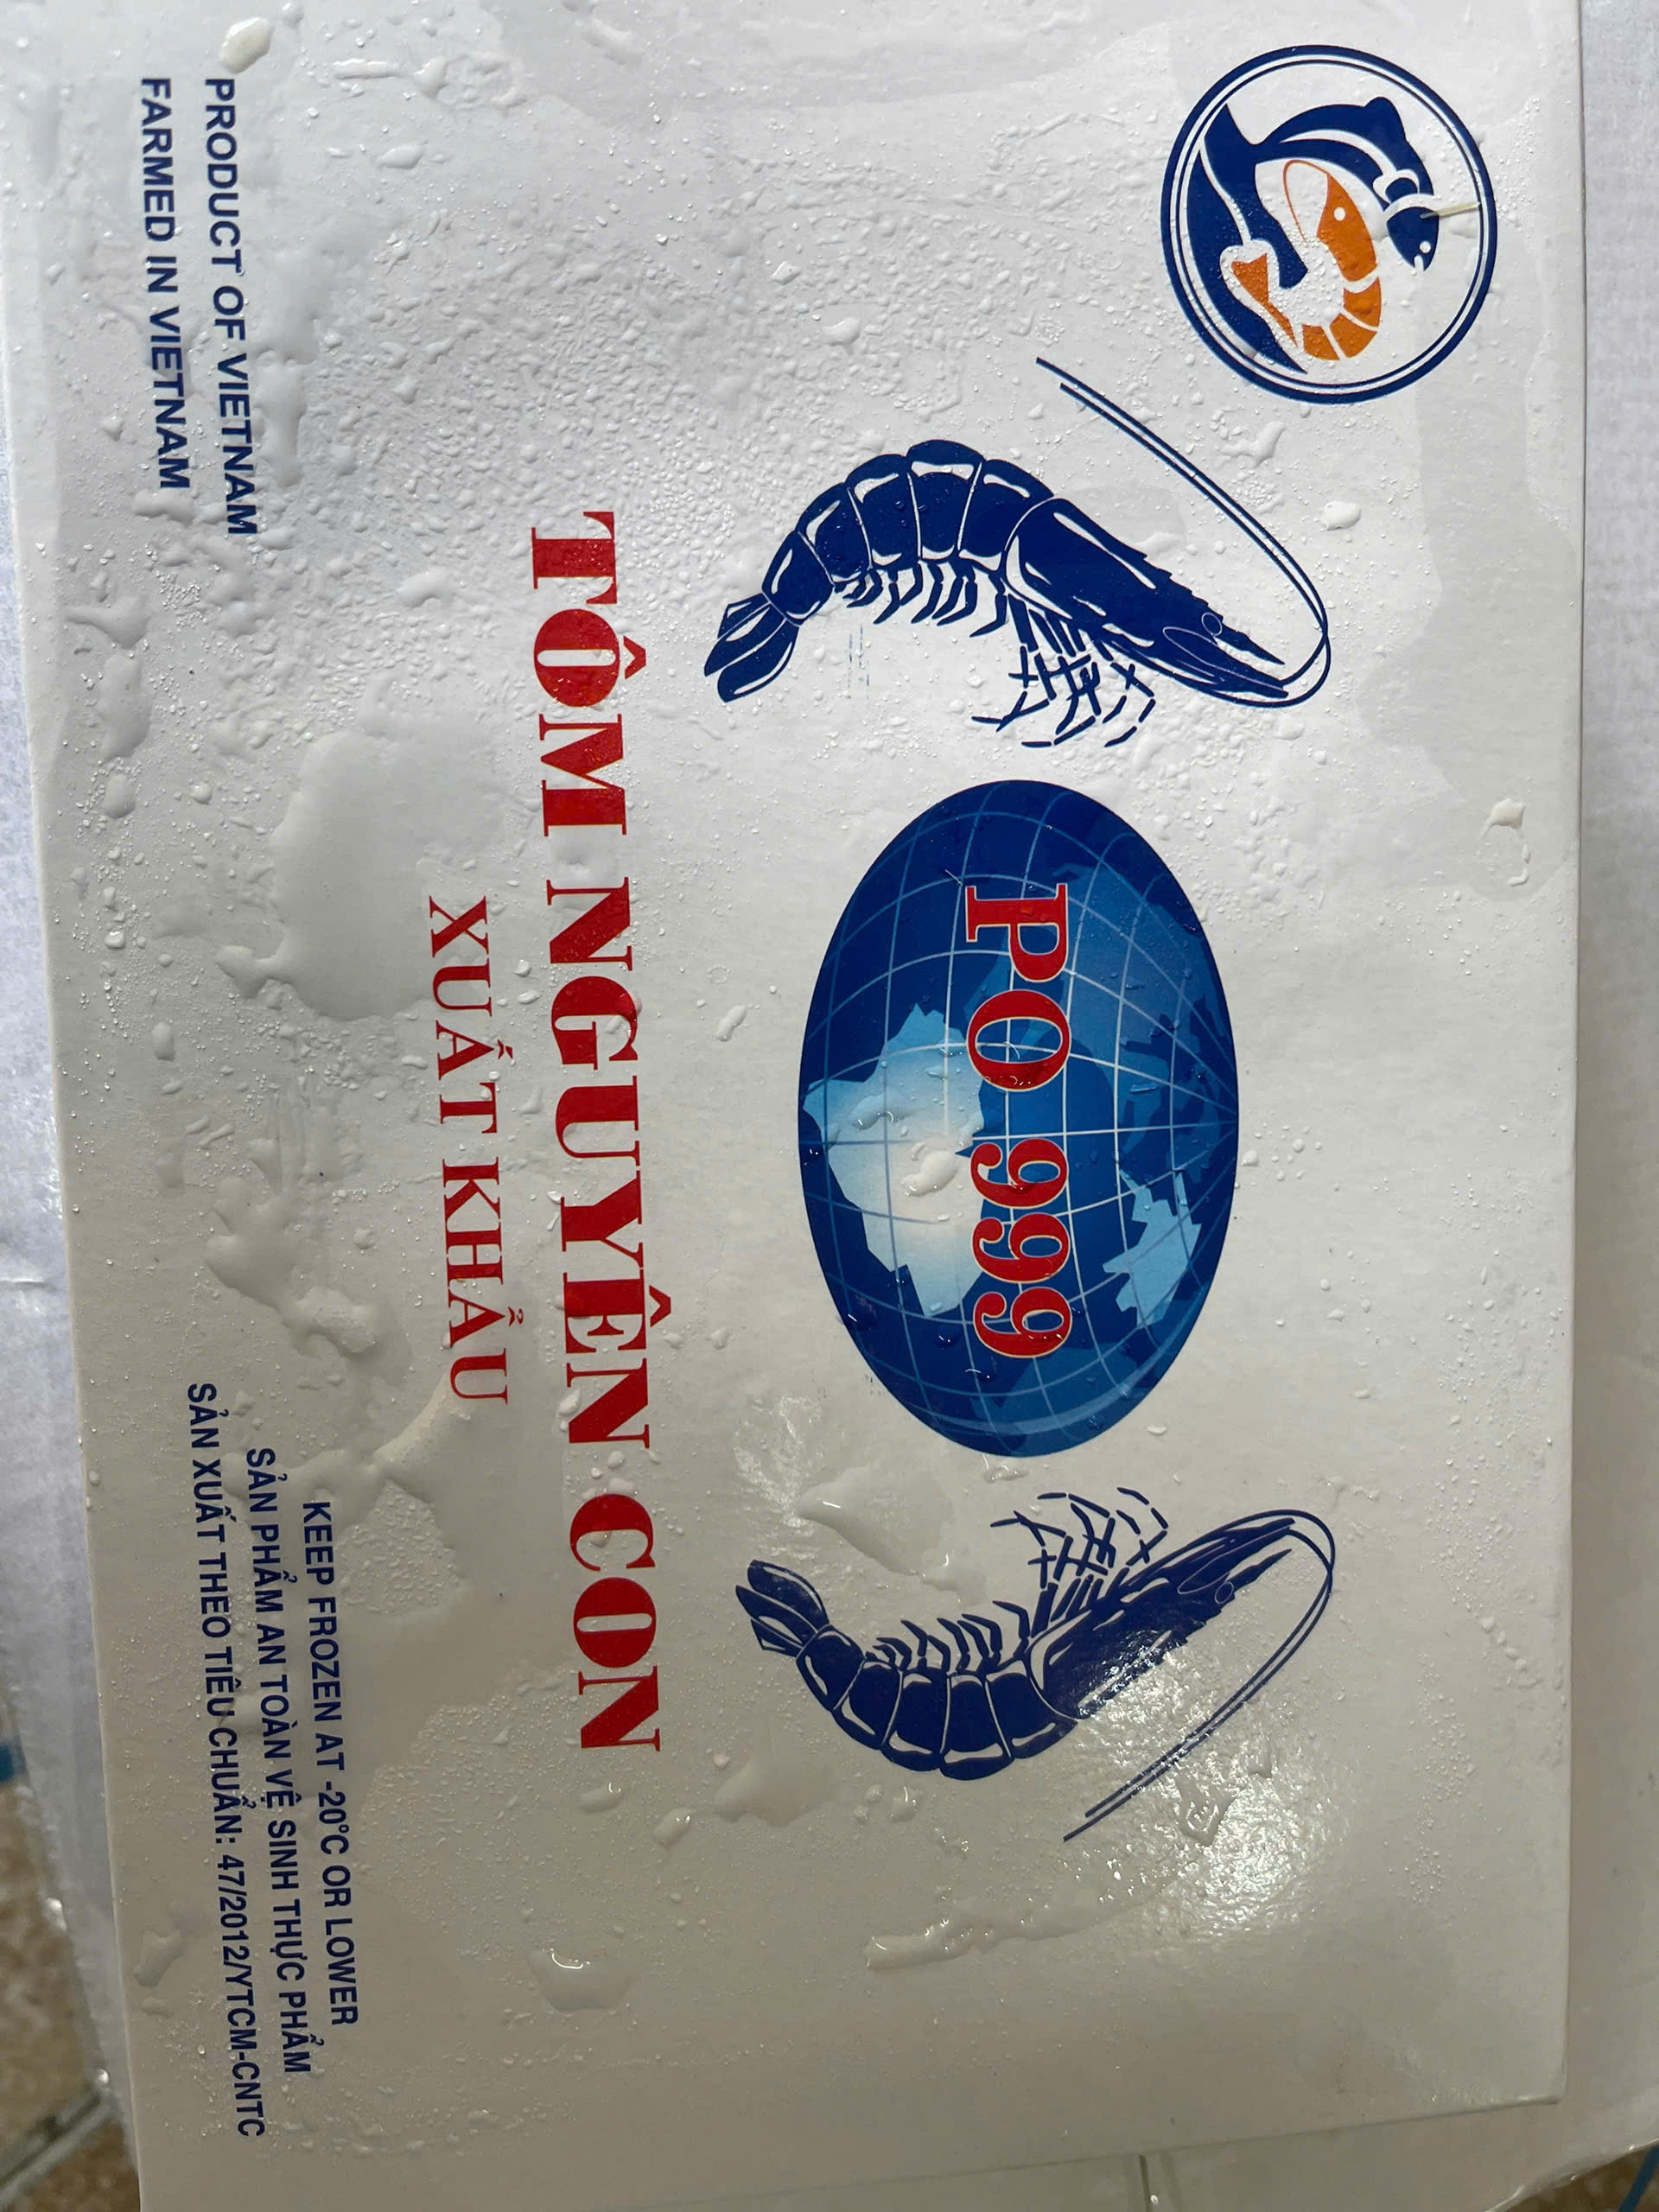 PO 999
TÔM NGUYÊN CON
XUẤT KHẨU
PRODUCT OF VIETNAM
FARMED IN VIETNAM
KEEP FROZEN AT -20°C OR LOWER
SẢN PHẨM AN TOÀN VỆ SINH THỰC PHẨM
SẢN XUẤT THEO TIÊU CHUẨN: 47/2012/YTCM-CNTC